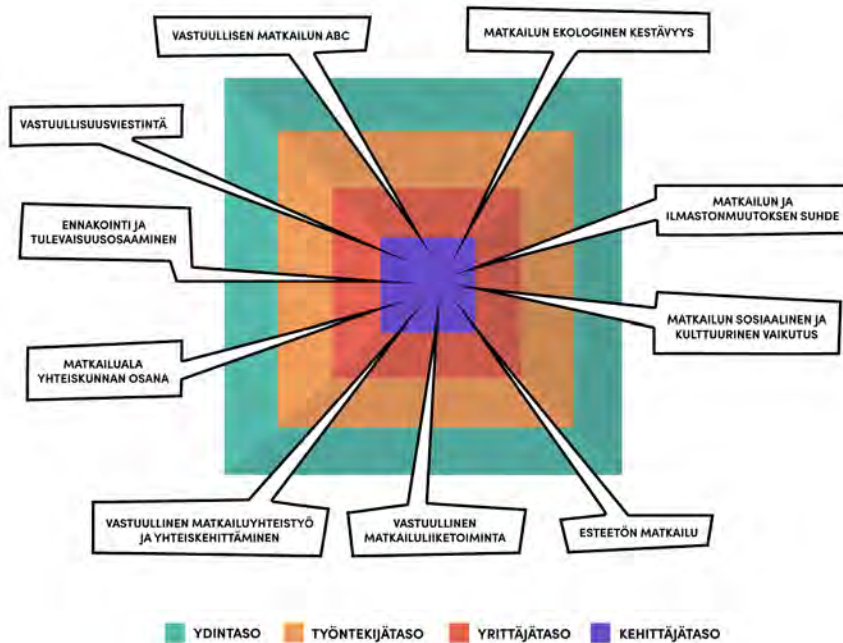 VASTUULLISEN MATKAILUN ABC
MATKAILUN EKOLOGINEN KESTÄVYYS
VASTUULLISUUSVIESTINTÄ
MATKAILUN JA
ILMASTONMUUTOKSEN SUHDE
ENNAKOINTI JA
TULEVAISUUSOSAAMINEN
MATKAILUN SOSIAALINEN JA
KULTTUURINEN VAIKUTUS
MATKAILUALA
YHTEISKUNNAN OSANA
VASTUULLINEN MATKAILUYHTEISTYÖ
JA YHTEISKEHITTÄMINEN
VASTUULLINEN
MATKAILULIIKETOIMINTA
ESTEETÖN MATKAILU
YDINTASO TYÖNTEKIJÄTASO YRITTÄJÄTASO KEHITTÄJÄTASO